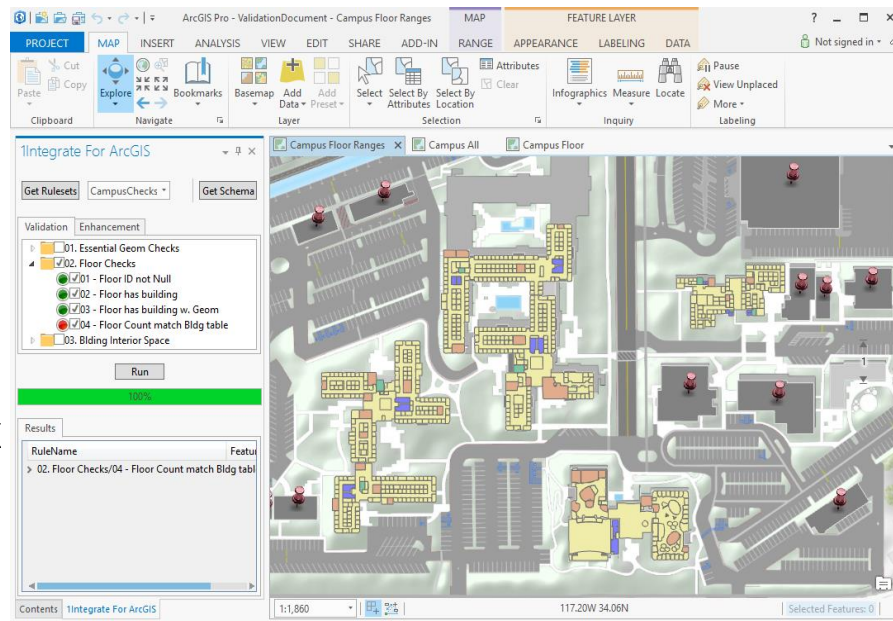 ArcGIS Pro - ValidationDocument - Campus Floor Ranges MAP FEATURE LAYER ?
PROJECT MAP INSERT ANALYSIS VIEW EDIT SHARE ADD-IN RANGE APPEARANCE LABELING DATA Not signed in
Cut
Copy
Paste
Explore
Bookmarks
Basemap
Add Data
Add Preset
Select
Select By Attributes
Select By Location
Attributes
Clear
Infographics
Measure
Locate
Pause
View Unplaced
More
Clipboard Navigate Layer Selection Inquiry Labeling
1Integrate For ArcGIS
Campus Floor Ranges Campus All Campus Floor
Get Rulesets CampusChecks Get Schema
Validation Enhancement
01. Essential Geom Checks
02. Floor Checks
01 - Floor ID not Null
02 - Floor has building
03 - Floor has building w. Geom
04 - Floor Count match Bldg table
03. Blding Interior Space
Run
100%
Results
RuleName Featu
02. Floor Checks/04 - Floor Count match Bldg tabl
1
Contents 1Integrate For ArcGIS
1:1,860 117.20W 34.06N Selected Features: 0